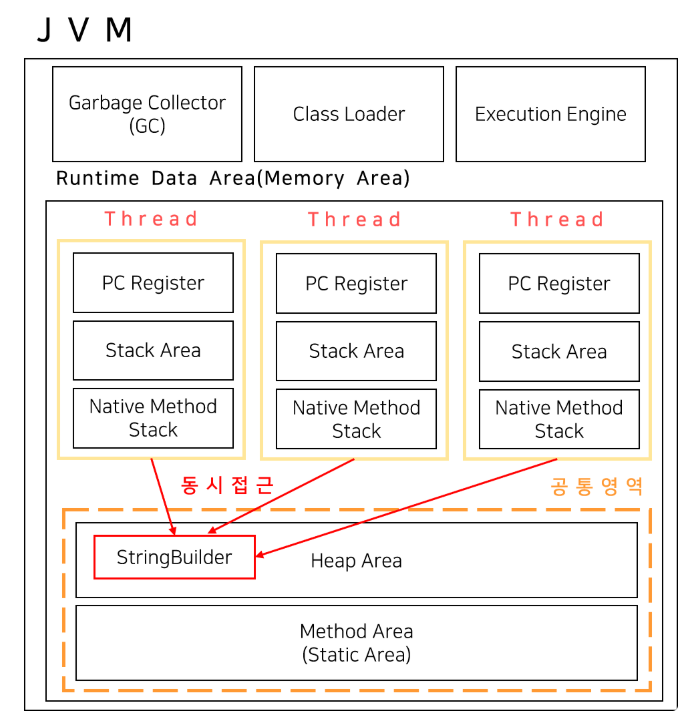 J V M
Garbage Collector
(GC)
Class Loader
Execution Engine
Runtime Data Area(Memory Area)
Thread
Thread
Thread
PC Register
PC Register
PC Register
Stack Area
Stack Area
Stack Area
Native Method
Stack
Native Method
Stack
Native Method
Stack
동시접근
공통영역
StringBuilder
Heap Area
Method Area
(Static Area)